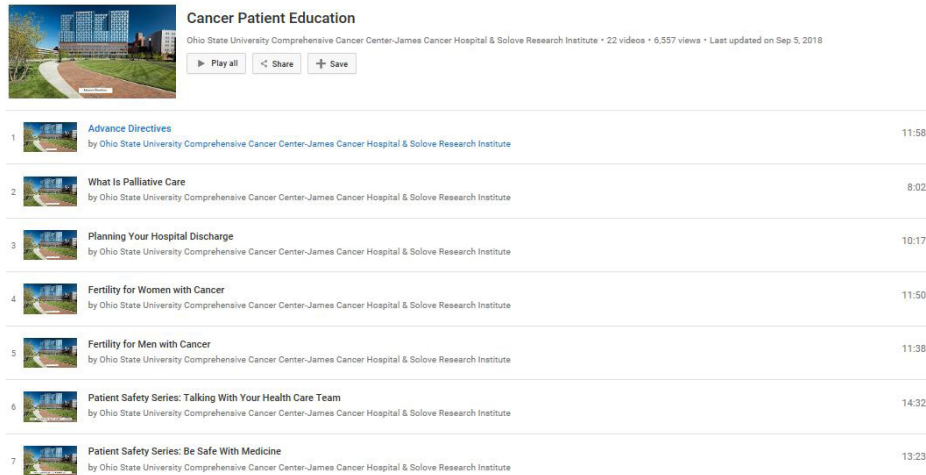 Cancer Patient Education
Ohio State University Comprehensive Cancer Center-James Cancer Hospital & Solove Research Institute • 22 videos • 6,557 views • Last updated on Sep 5, 2018
Play all Share Save
1 Advance Directives 11:58
by Ohio State University Comprehensive Cancer Center-James Cancer Hospital & Solove Research Institute
2 What Is Palliative Care 8:02
by Ohio State University Comprehensive Cancer Center-James Cancer Hospital & Solove Research Institute
3 Planning Your Hospital Discharge 10:17
by Ohio State University Comprehensive Cancer Center-James Cancer Hospital & Solove Research Institute
4 Fertility for Women with Cancer 11:50
by Ohio State University Comprehensive Cancer Center-James Cancer Hospital & Solove Research Institute
5 Fertility for Men with Cancer 11:38
by Ohio State University Comprehensive Cancer Center-James Cancer Hospital & Solove Research Institute
6 Patient Safety Series: Talking With Your Health Care Team 14:32
by Ohio State University Comprehensive Cancer Center-James Cancer Hospital & Solove Research Institute
7 Patient Safety Series: Be Safe With Medicine 13:23
by Ohio State University Comprehensive Cancer Center-James Cancer Hospital & Solove Research Institute